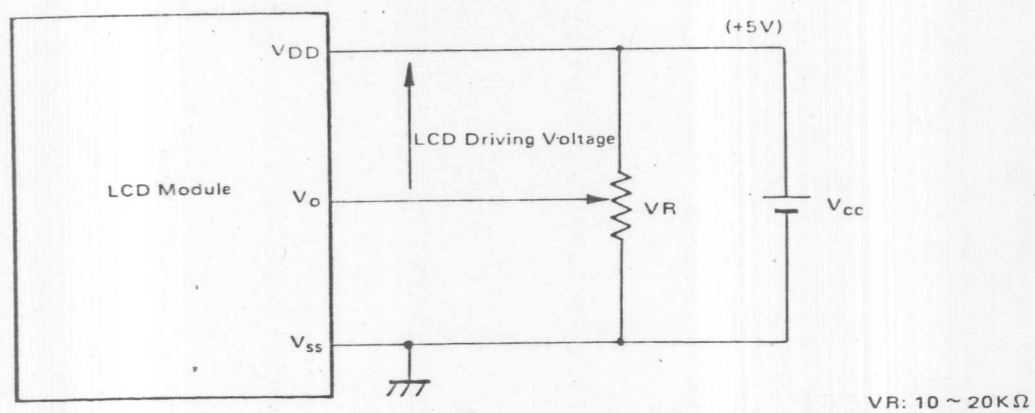 VDD
(+5V)
LCD Driving Voltage
LCD Module
Vo
VR
Vcc
Vss
VR: 10 ~ 20KΩ